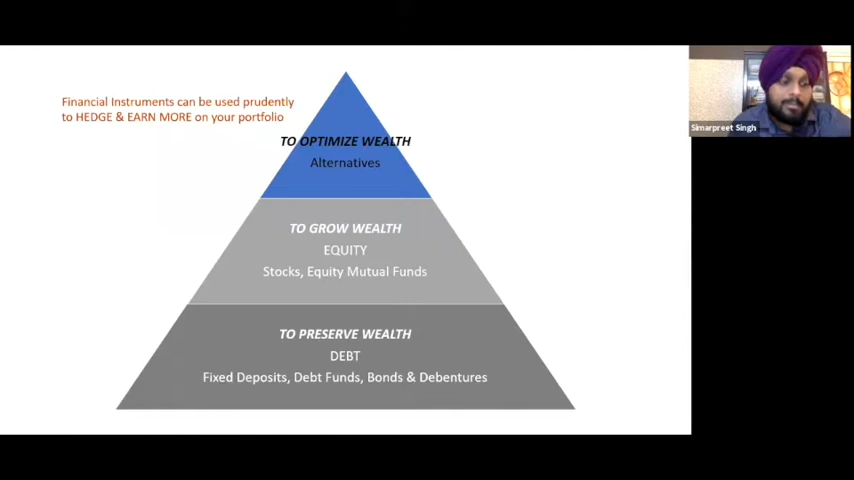 Financial Instruments can be used prudently
to HEDGE & EARN MORE on your portfolio
Simarpreet Singh
TO OPTIMIZE WEALTH
Alternatives
TO GROW WEALTH
EQUITY
Stocks, Equity Mutual Funds
TO PRESERVE WEALTH
DEBT
Fixed Deposits, Debt Funds, Bonds & Debentures